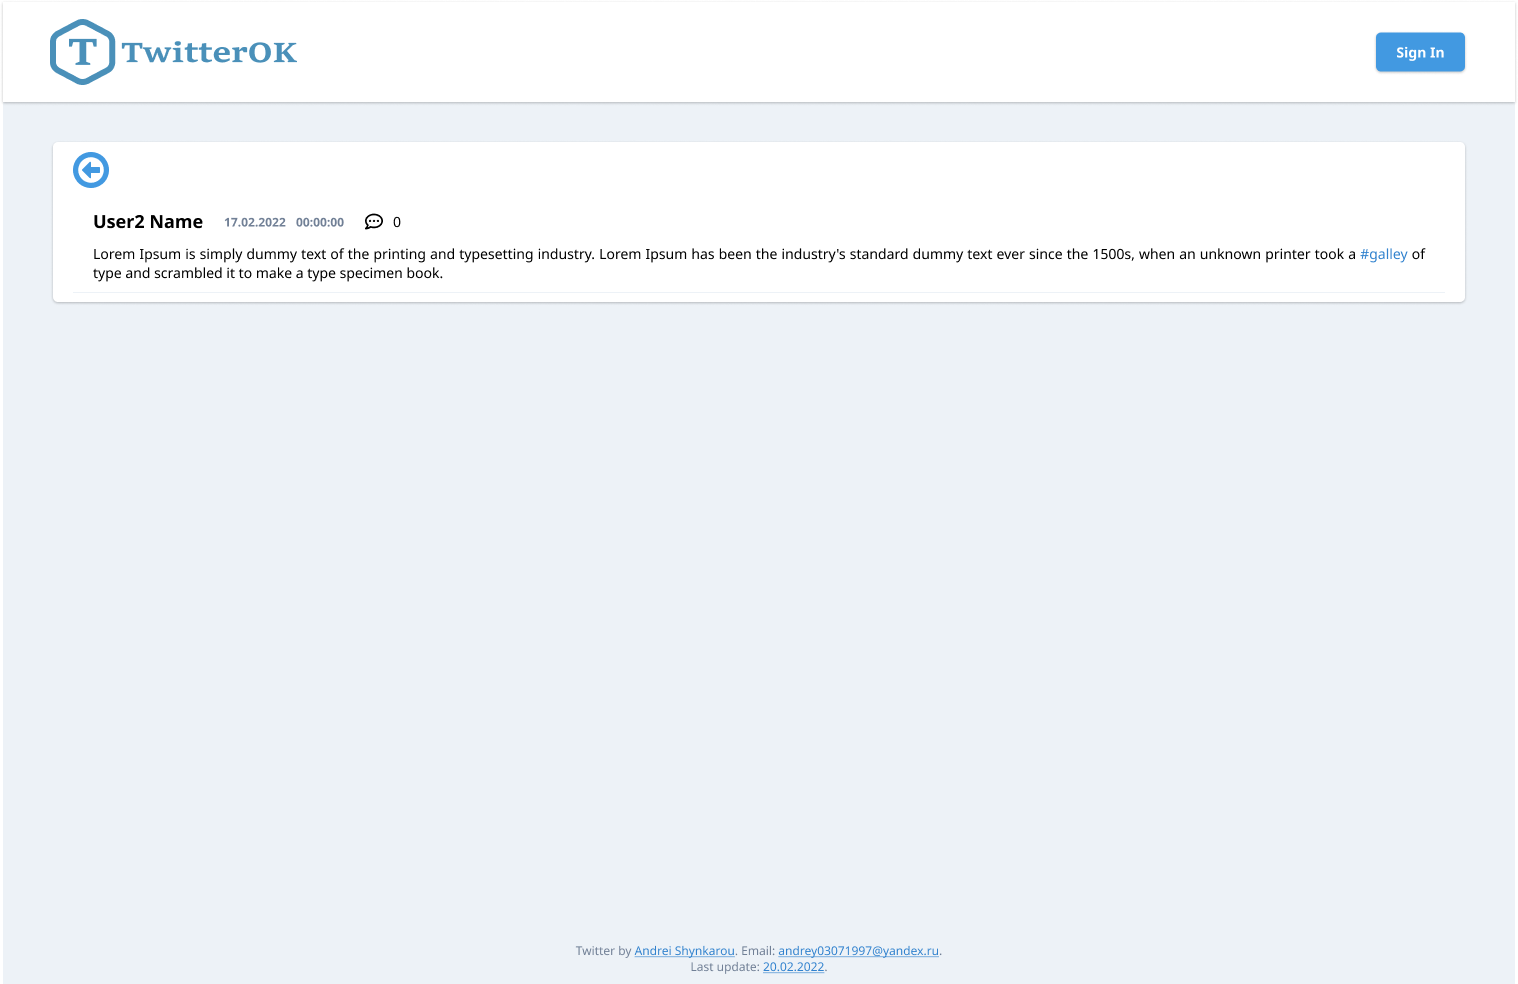 T TwitterOK
Sign In
User2 Name 17.02.2022 00:00:00 0
Lorem Ipsum is simply dummy text of the printing and typesetting industry. Lorem Ipsum has been the industry's standard dummy text ever since the 1500s, when an unknown printer took a #galley of
type and scrambled it to make a type specimen book.
Twitter by Andrei Shynkarou. Email: andrey03071997@yandex.ru.
Last update: 20.02.2022.